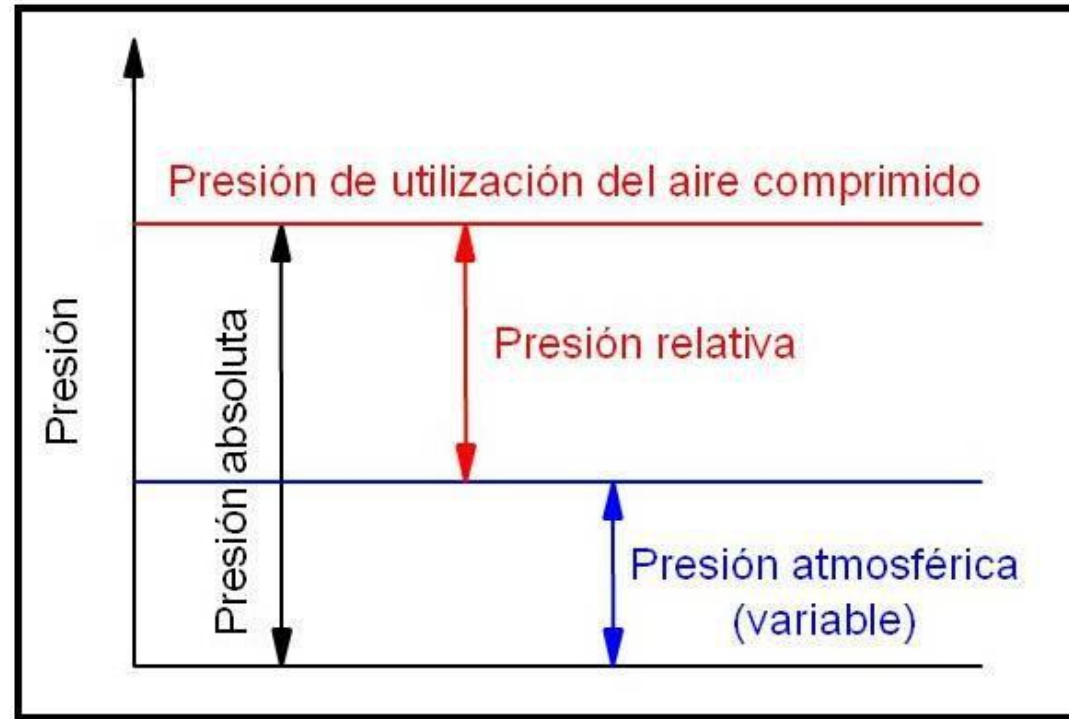 Presión de utilización del aire comprimido
Presión
Presión absoluta
Presión relativa
Presión atmosférica
(variable)